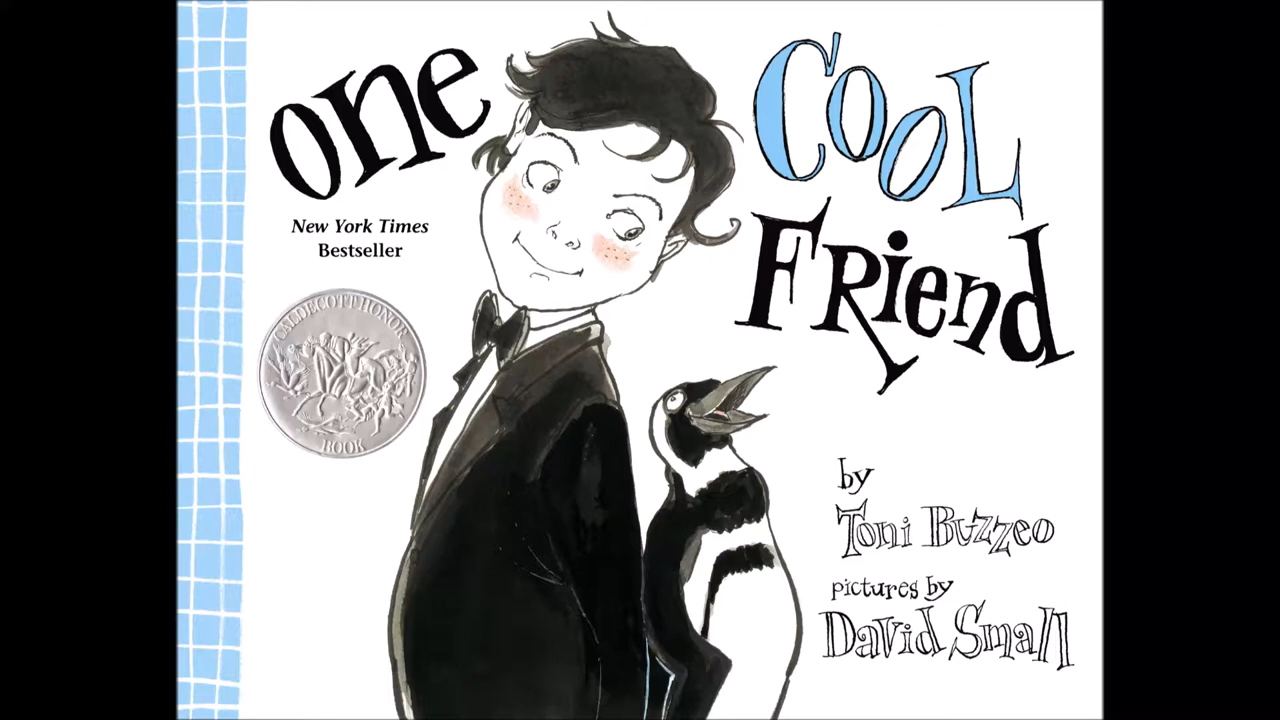 one
COOL
FRiend
New York Times
Bestseller
CALDECOTT HONOR
BOOK
by
Toni Buzzeo
pictures by
David Small